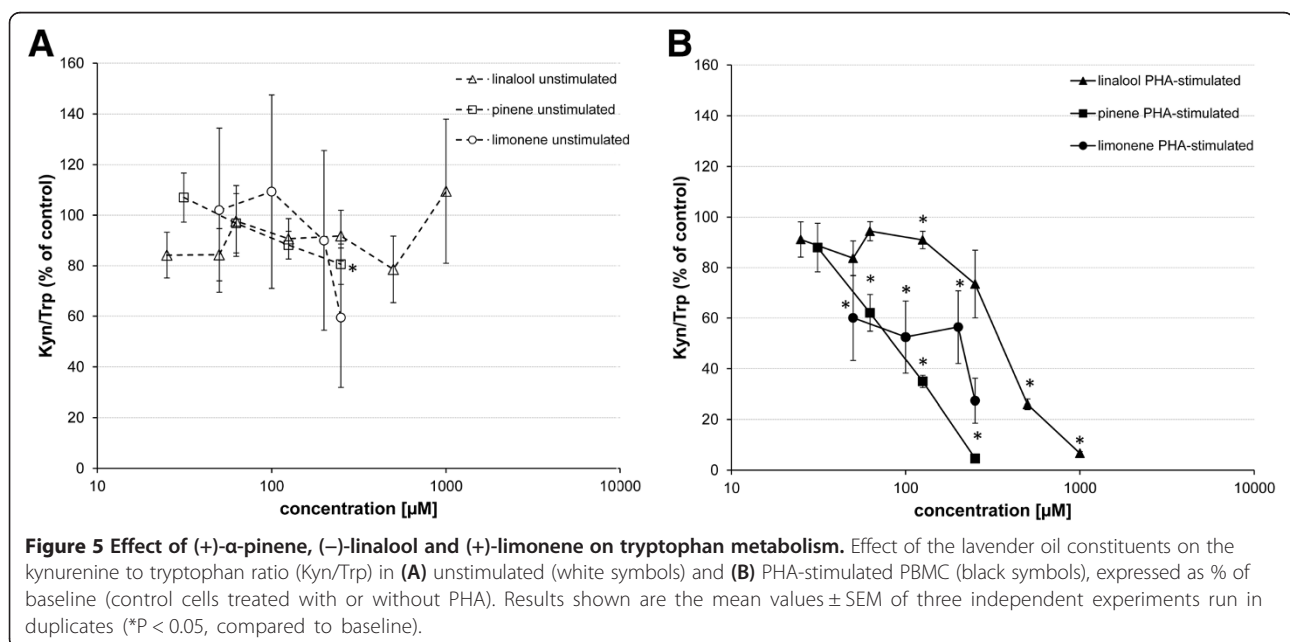 A
160
140
120
100
80
60
40
20
0
Kyn/Trp (% of control)
10
100
1000
10000
concentration [µM]
linalool unstimulated
pinene unstimulated
limonene unstimulated
*
B
160
140
120
100
80
60
40
20
0
Kyn/Trp (% of control)
10
100
1000
10000
concentration [µM]
linalool PHA-stimulated
pinene PHA-stimulated
limonene PHA-stimulated
*
*
*
*
*
*
*
*
*
Figure 5 Effect of (+)-α-pinene, (−)-linalool and (+)-limonene on tryptophan metabolism. Effect of the lavender oil constituents on the
kynurenine to tryptophan ratio (Kyn/Trp) in (A) unstimulated (white symbols) and (B) PHA-stimulated PBMC (black symbols), expressed as % of
baseline (control cells treated with or without PHA). Results shown are the mean values ± SEM of three independent experiments run in
duplicates (*P < 0.05, compared to baseline).